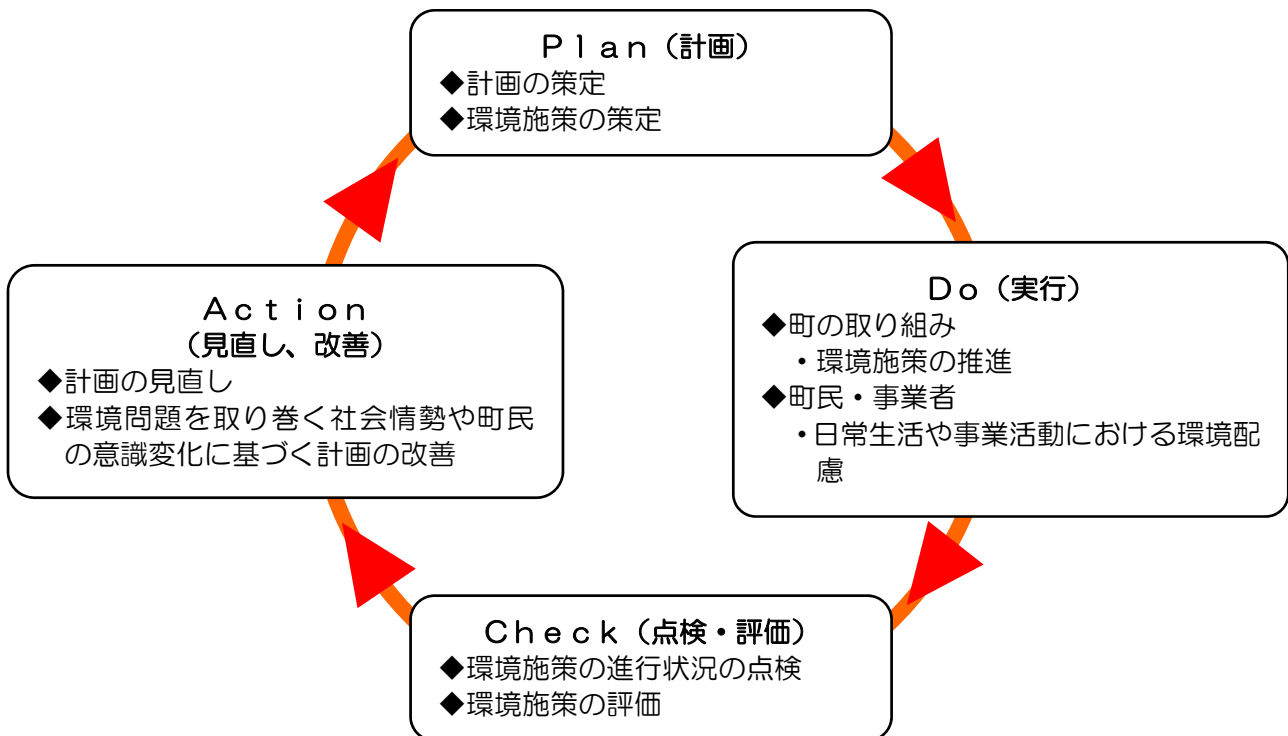 Ｐｌａｎ（計画）
◆計画の策定
◆環境施策の策定
Ｄｏ（実行）
◆町の取り組み
・環境施策の推進
◆町民・事業者
・日常生活や事業活動における環境配
慮
Ｃｈｅｃｋ（点検・評価）
◆環境施策の進行状況の点検
◆環境施策の評価
Ａｃｔｉｏｎ
（見直し、改善）
◆計画の見直し
◆環境問題を取り巻く社会情勢や町民
の意識変化に基づく計画の改善